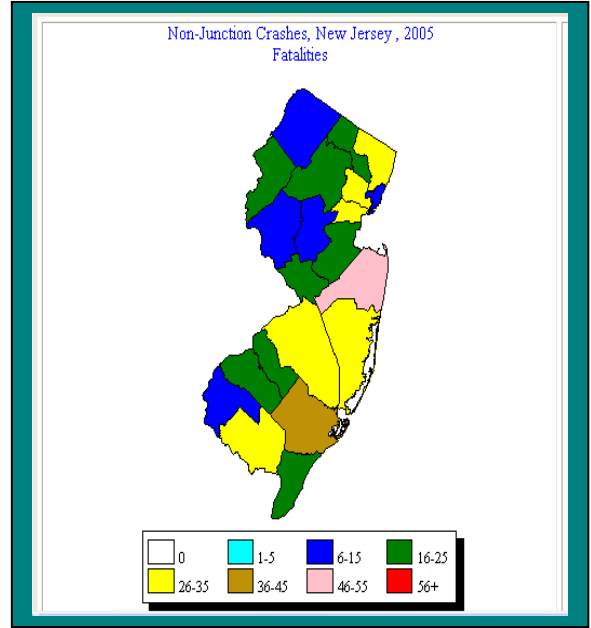 Non-Junction Crashes, New Jersey , 2005
Fatalities
0 1-5 6-15 16-25
26-35 36-45 46-55 56+